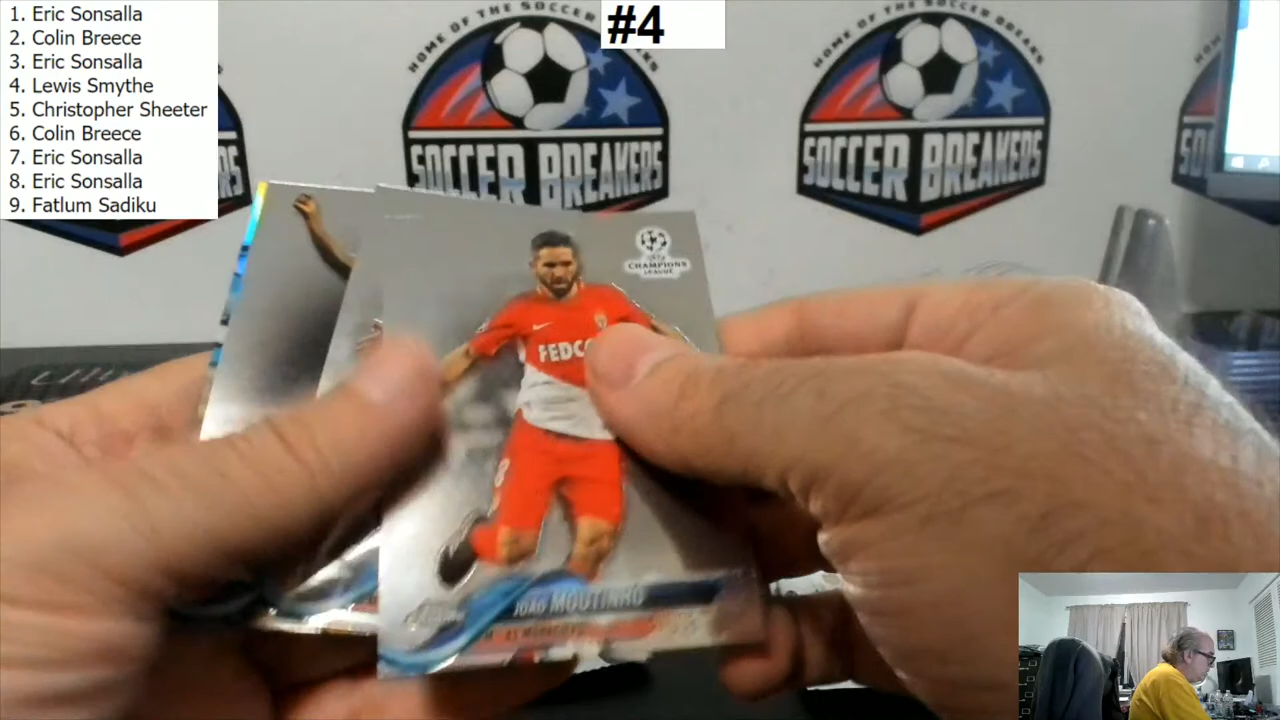 1. Eric Sonsalla
2. Colin Breece
3. Eric Sonsalla
4. Lewis Smythe
5. Christopher Sheeter
6. Colin Breece
7. Eric Sonsalla
8. Eric Sonsalla
9. Fatlum Sadiku
#4
HOME OF THE SOCCER BREAKS
SOCCER BREAKERS
HOME OF THE SOCCER BREAKS
SOCCER BREAKERS
CHAMPIONS
LEAGUE
FEDCO
JOÃO MOUTINHO